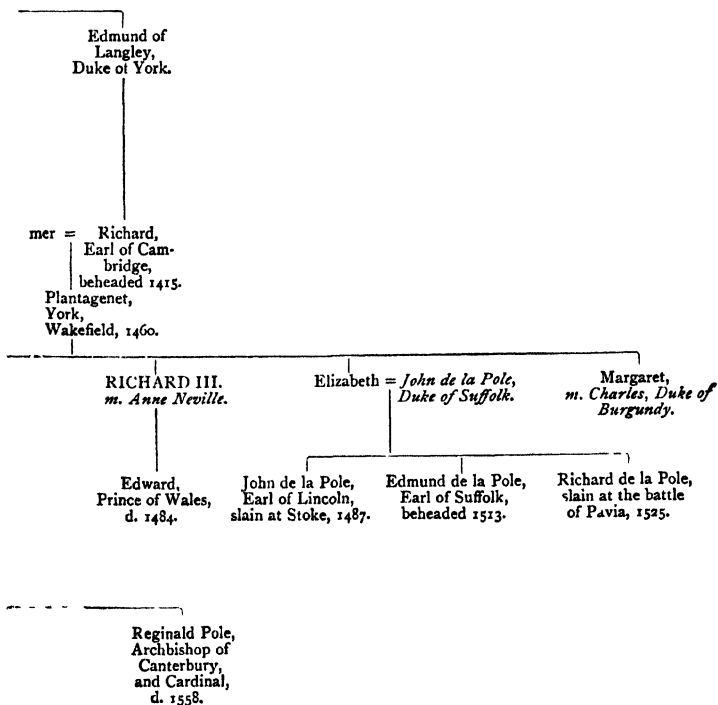 Edmund of
Langley,
Duke ot York.
mer = Richard,
Earl of Cam-
bridge,
beheaded 1415.
Plantagenet,
York,
Wakefield, 1460.
RICHARD III.
m. Anne Neville.
Elizabeth = John de la Pole,
Duke of Suffolk.
Margaret,
m. Charles, Duke of
Burgundy.
Edward,
Prince of Wales,
d. 1484.
John de la Pole,
Earl of Lincoln,
slain at Stoke, 1487.
Edmund de la Pole,
Earl of Suffolk,
beheaded 1513.
Richard de la Pole,
slain at the battle
of Pavia, 1525.
Reginald Pole,
Archbishop of
Canterbury,
and Cardinal,
d. 1558.